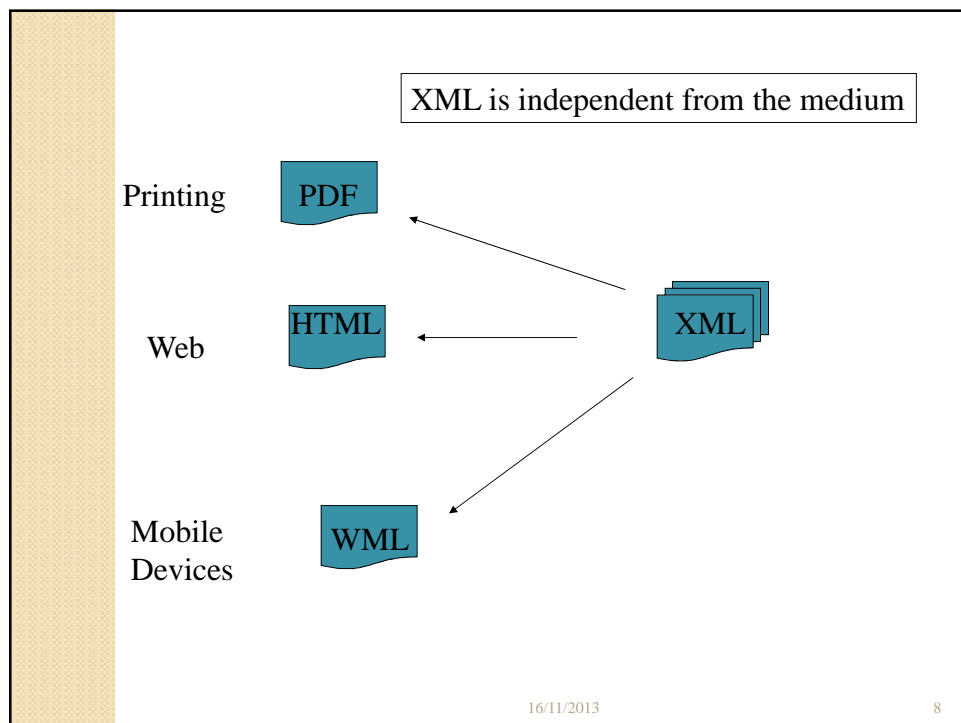 XML is independent from the medium
Printing
PDF
HTML
XML
Web
Mobile
Devices
WML
16/11/2013
8